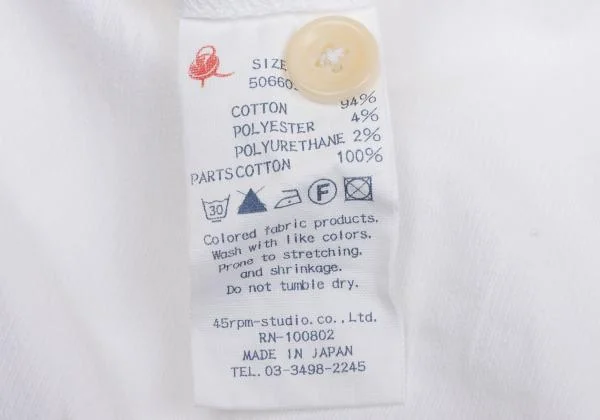 SIZE
50660
COTTON 94%
POLYESTER 4%
POLYURETHANE 2%
PARTS COTTON 100%
30 F
Colored fabric products.
Wash with like colors.
Prone to stretching.
and shrinkage.
Do not tumble dry.
45rpm-studio.co.,Ltd.
RN-100802
MADE IN JAPAN
TEL. 03-3498-2245